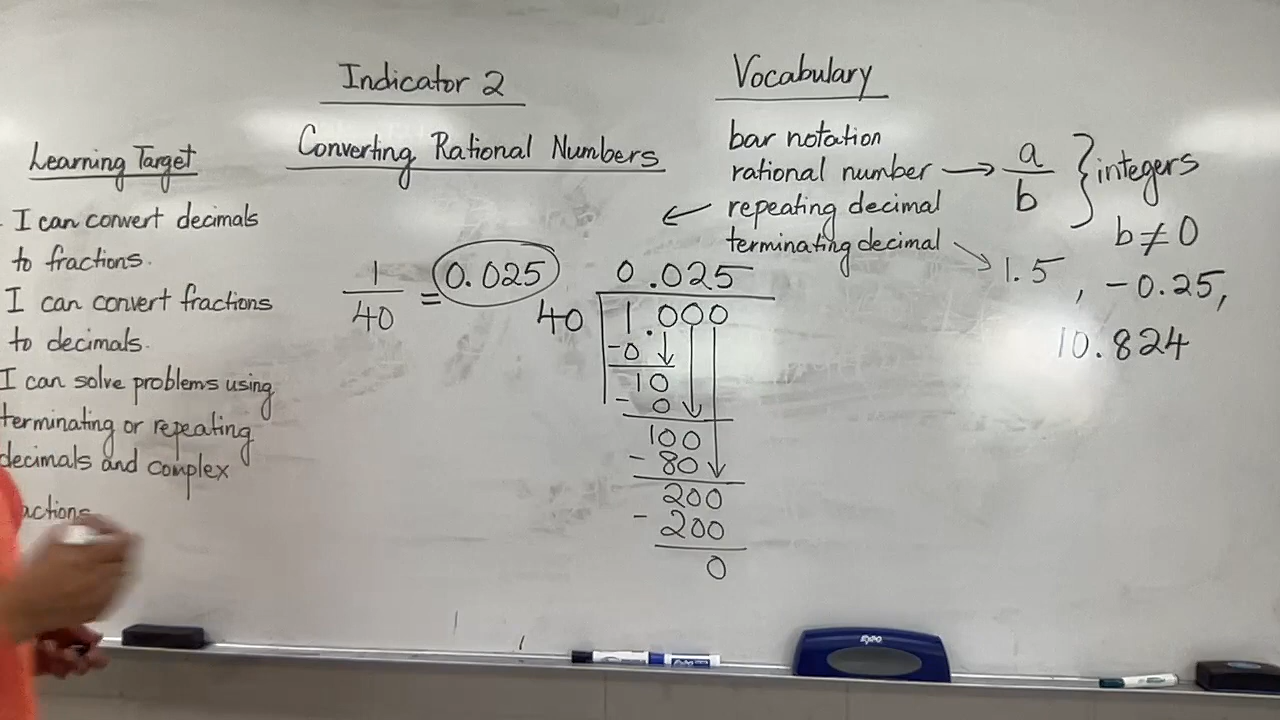 Indicator 2
Converting Rational Numbers
Learning Target
I can convert decimals
to fractions.
I can convert fractions
to decimals.
I can solve problems using
terminating or repeating
decimals and complex
actions
1/40 = 0.025
0.025
40 1.000
-0
10
- 0
100
- 80
200
- 200
0
Vocabulary
bar notation
rational number → a/b } integers
b ≠ 0
← repeating decimal
terminating decimal → 1.5, -0.25,
10.824
EXPO